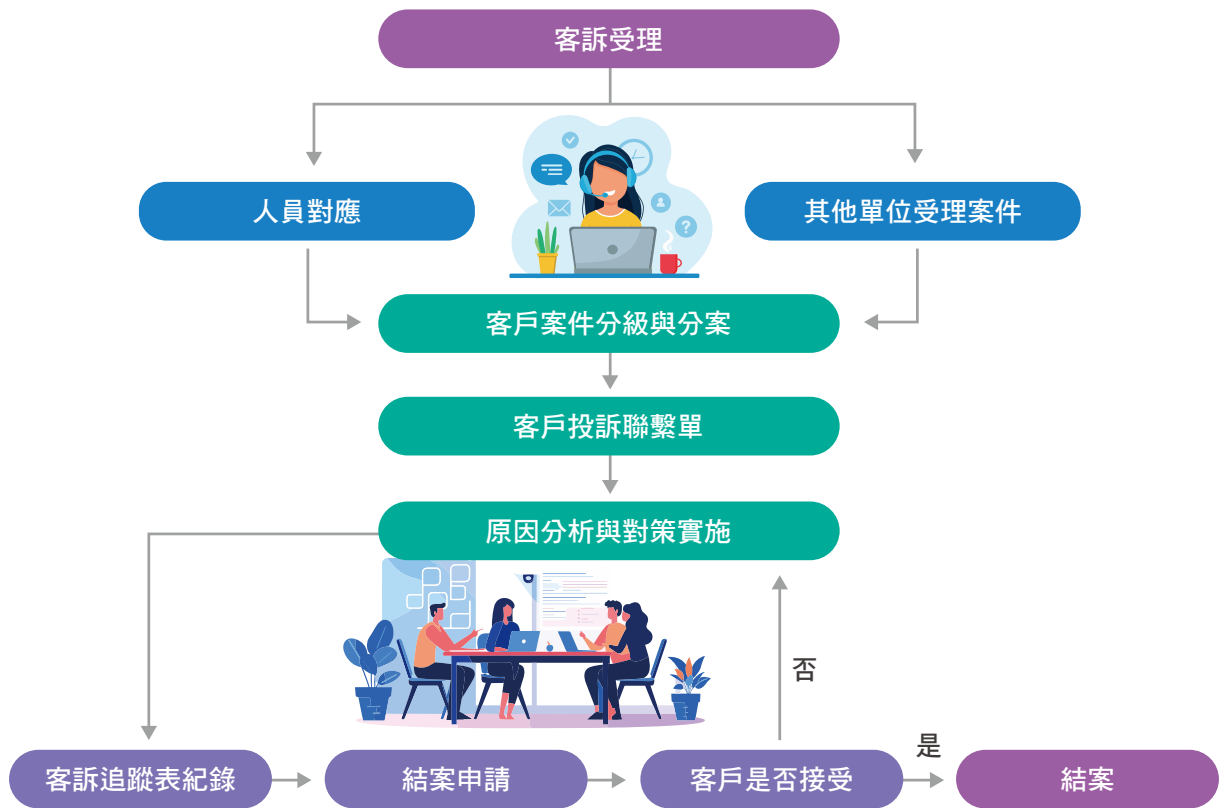 客訴受理
人員對應
其他單位受理案件
客戶案件分級與分案
客戶投訴聯繫單
原因分析與對策實施
否
是
客訴追蹤表紀錄
結案申請
客戶是否接受
結案